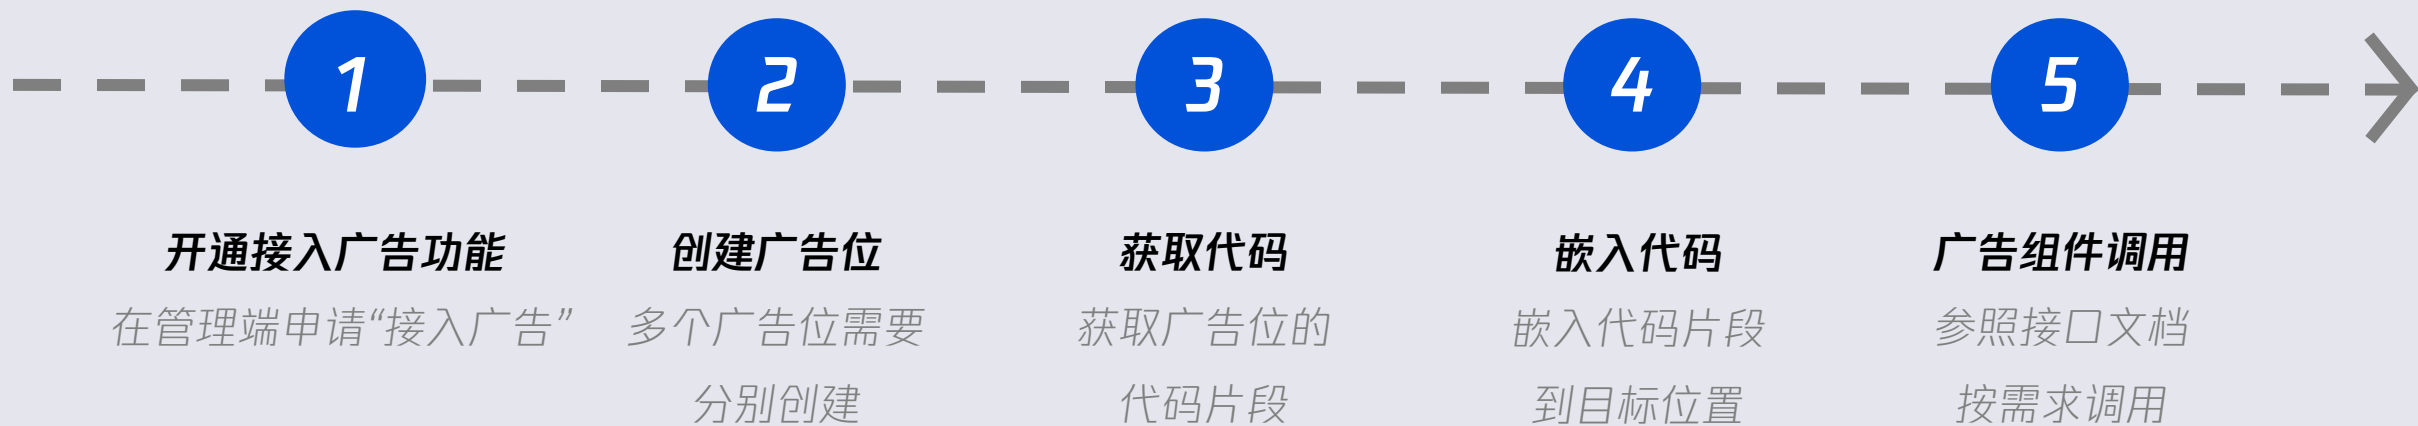 1
2
3
4
5
开通接入广告功能
在管理端申请“接入广告”
创建广告位
多个广告位需要
分别创建
获取代码
获取广告位的
代码片段
嵌入代码
嵌入代码片段
到目标位置
广告组件调用
参照接口文档
按需求调用